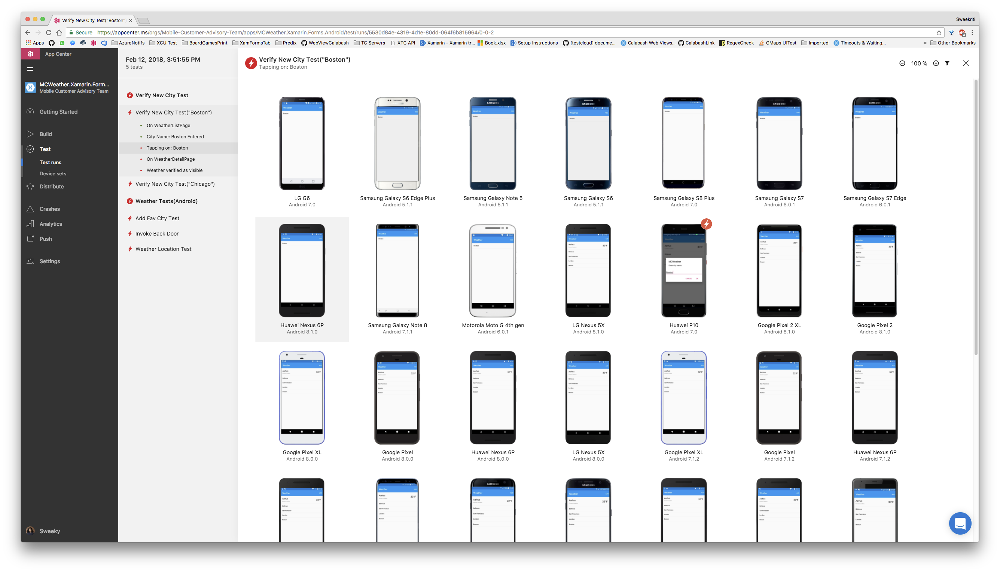 Verify New City Test("Boston")
Sweekriti
Secure | https://appcenter.ms/orgs/Mobile-Customer-Advisory-Team/apps/MCWeather.Xamarin.Forms.Android/test/runs/5530d84e-4319-4d1e-80dd-064f6b815964/0-0-2
Apps AzureNotifs XCUITest BoardGamesPrint XamFormsTab Predix WebViewCalabash TC Servers XTC API Xamarin - Xamarin tr... Book.xlsx Setup Instructions [testcloud] docume... Calabash Web Views... CalabashLink RegexCheck GMaps UITest Imported Timeouts & Waiting... » Other Bookmarks
App Center
MCWeather.Xamarin.Form...
Mobile Customer Advisory Team
Getting Started
Build
Test
Test runs
Device sets
Distribute
Crashes
Analytics
Push
Settings
Sweeky
Feb 12, 2018, 3:51:55 PM
5 tests
Verify New City Test
Verify New City Test("Boston")
• On WeatherListPage
• City Name: Boston Entered
• Tapping on: Boston
• On WeatherDetailPage
• Weather verified as visible
Verify New City Test("Chicago")
Weather Tests(Android)
Add Fav City Test
Invoke Back Door
Weather Location Test
Verify New City Test("Boston")
Tapping on: Boston
100 %
LG G6
Android 7.0
Samsung Galaxy S6 Edge Plus
Android 5.1.1
Samsung Galaxy Note 5
Android 5.1.1
Samsung Galaxy S6
Android 5.1.1
Samsung Galaxy S8 Plus
Android 7.0
Samsung Galaxy S7
Android 6.0.1
Samsung Galaxy S7 Edge
Android 6.0.1
MCWeather
Enter city name
Boston
CANCEL OK
Huawei Nexus 6P
Android 8.1.0
Samsung Galaxy Note 8
Android 7.1.1
Motorola Moto G 4th gen
Android 6.0.1
LG Nexus 5X
Android 8.1.0
Huawei P10
Android 7.0
Google Pixel 2 XL
Android 8.1.0
Google Pixel 2
Android 8.1.0
Google Pixel XL
Android 8.0.0
Google Pixel
Android 8.0.0
Huawei Nexus 6P
Android 8.0.0
LG Nexus 5X
Android 8.0.0
Google Pixel XL
Android 7.1.2
Google Pixel
Android 7.1.2
Huawei Nexus 6P
Android 7.1.2